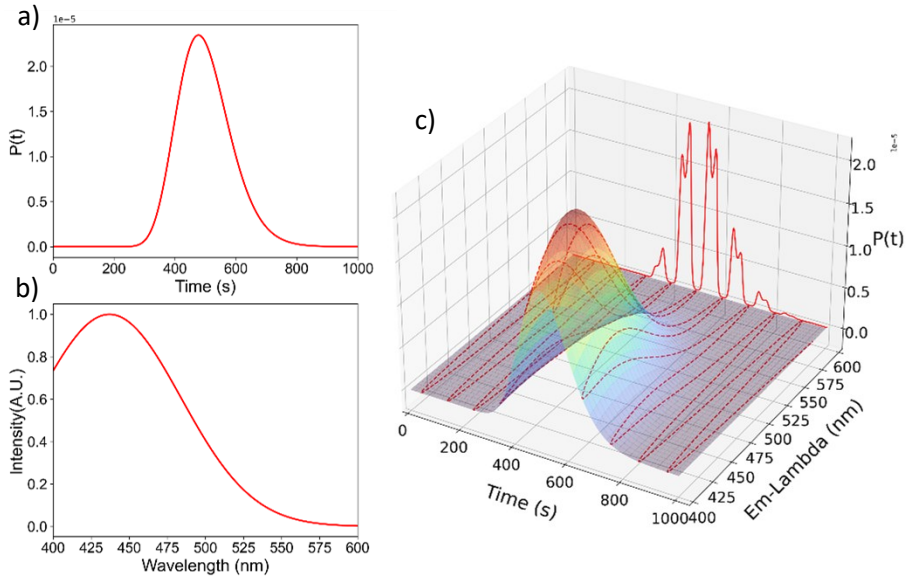 a)
1e-5
P(t)
2.0
1.5
1.0
0.5
0.0
0 200 400 600 800 1000
Time (s)
b)
Intensity(A.U.)
1.0
0.8
0.6
0.4
0.2
0.0
400 425 450 475 500 525 550 575 600
Wavelength (nm)
c)
1e-5
2.0
1.5
1.0
0.5
0.0
P(t)
600
575
550
525
500
475
450
425
400
Em-Lambda (nm)
0 200 400 600 800 1000
Time (s)